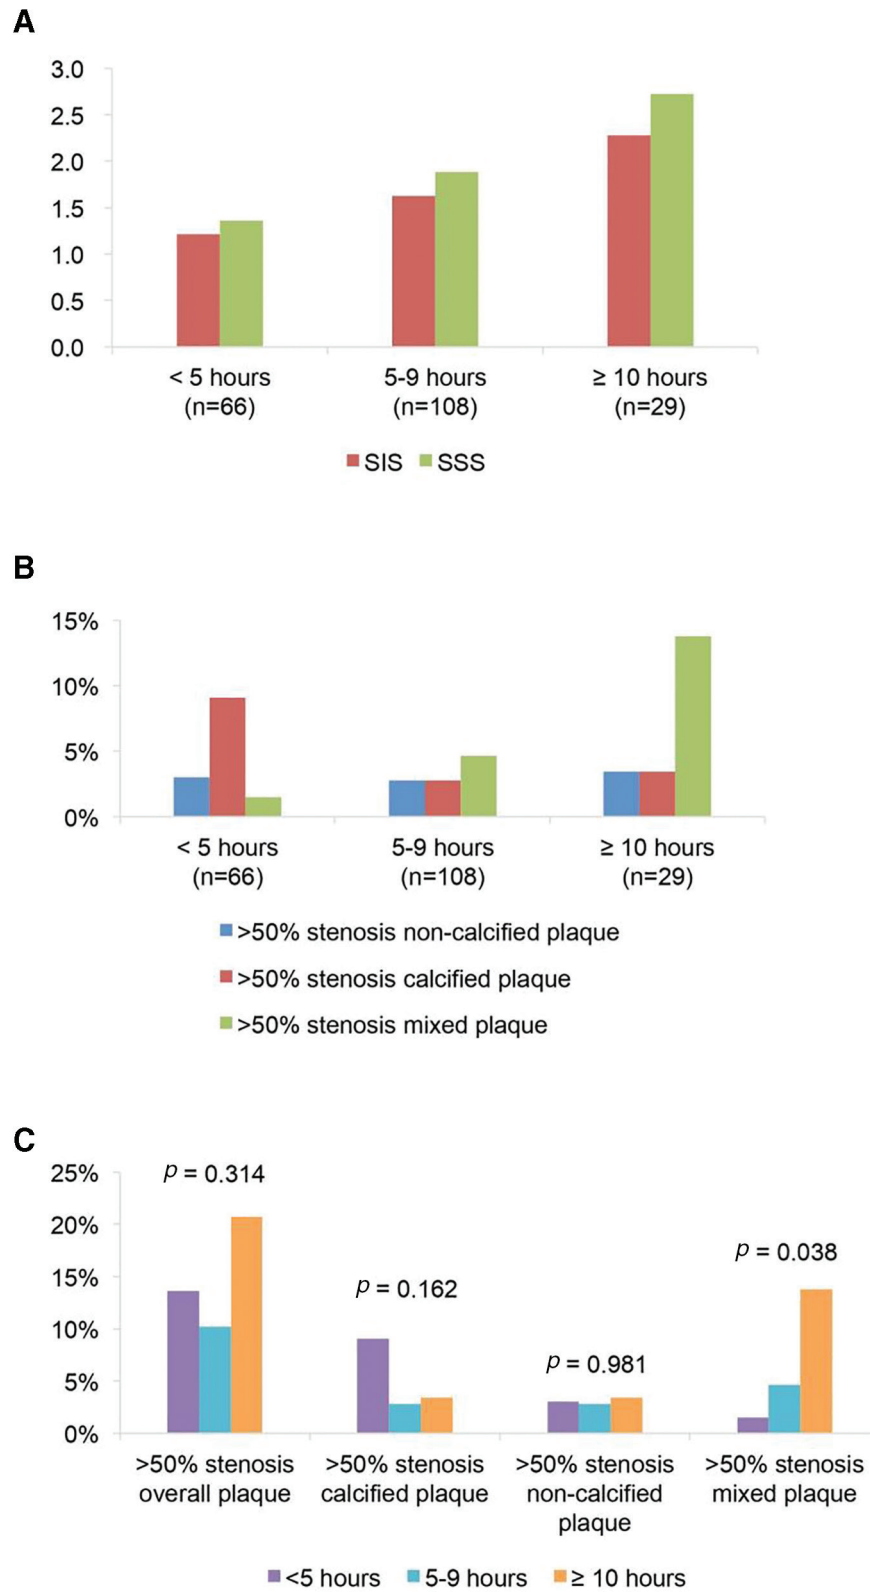 A
3.0
2.5
2.0
1.5
1.0
0.5
0.0
< 5 hours 5-9 hours ≥ 10 hours
(n=66) (n=108) (n=29)
SIS SSS
B
15%
10%
5%
0%
< 5 hours 5-9 hours ≥ 10 hours
(n=66) (n=108) (n=29)
>50% stenosis non-calcified plaque
>50% stenosis calcified plaque
>50% stenosis mixed plaque
C
25%
p = 0.314
20%
p = 0.038
15%
p = 0.162
10%
p = 0.981
5%
0%
>50% stenosis >50% stenosis >50% stenosis >50% stenosis
overall plaque calcified plaque non-calcified mixed plaque
plaque
<5 hours 5-9 hours ≥ 10 hours